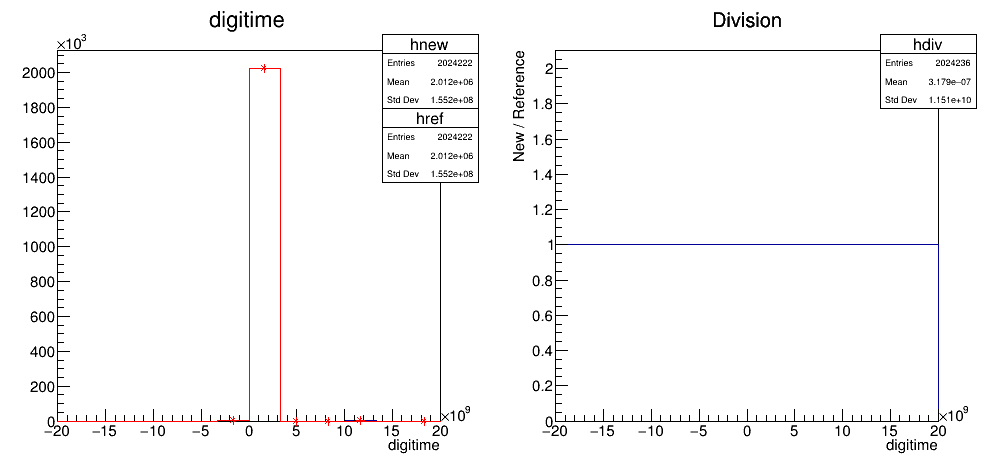 digitime
×10³
hnew
Entries 2024222
Mean 2.012e+06
Std Dev 1.552e+08
href
Entries 2024222
Mean 2.012e+06
Std Dev 1.552e+08
2000
1800
1600
1400
1200
1000
800
600
400
200
0
−20 −15 −10 −5 0 5 10 15 20
×10⁹
digitime
Division
hdiv
Entries 2024236
Mean 3.179e−07
Std Dev 1.151e+10
New / Reference
2
1.8
1.6
1.4
1.2
1
0.8
0.6
0.4
0.2
0
−20 −15 −10 −5 0 5 10 15 20
×10⁹
digitime